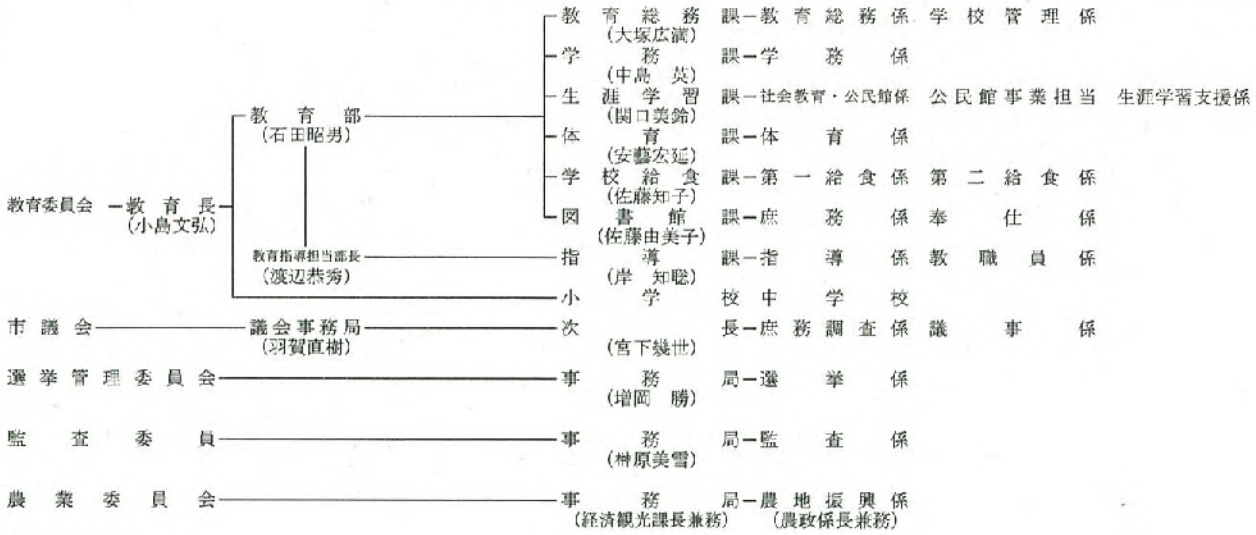 教育総務課 教育総務係 学校管理係
(大塚広満)
学務課 学務係
(中島 英)
生涯学習課 社会教育・公民館係 公民館事業担当 生涯学習支援係
(関口美鈴)
教育部
(石田昭男)
体育課 体育係
(安藝宏延)
学校給食課 第一給食係 第二給食係
(佐藤知子)
教育委員会 教育長
(小島文弘)
図書館課 庶務係 奉仕係
(佐藤由美子)
教育指導担当部長 指導課 指導係 教職員係
(渡辺恭秀) (岸 知聡)
小学校 中学校
市議会 議会事務局 次長 庶務調査係 議事係
(羽賀直樹) (宮下幾世)
選挙管理委員会 事務局 選挙係
(増岡 勝)
監査委員 事務局 監査係
(榊原美雪)
農業委員会 事務局 農地振興係
(経済観光課長兼務) (農政係長兼務)